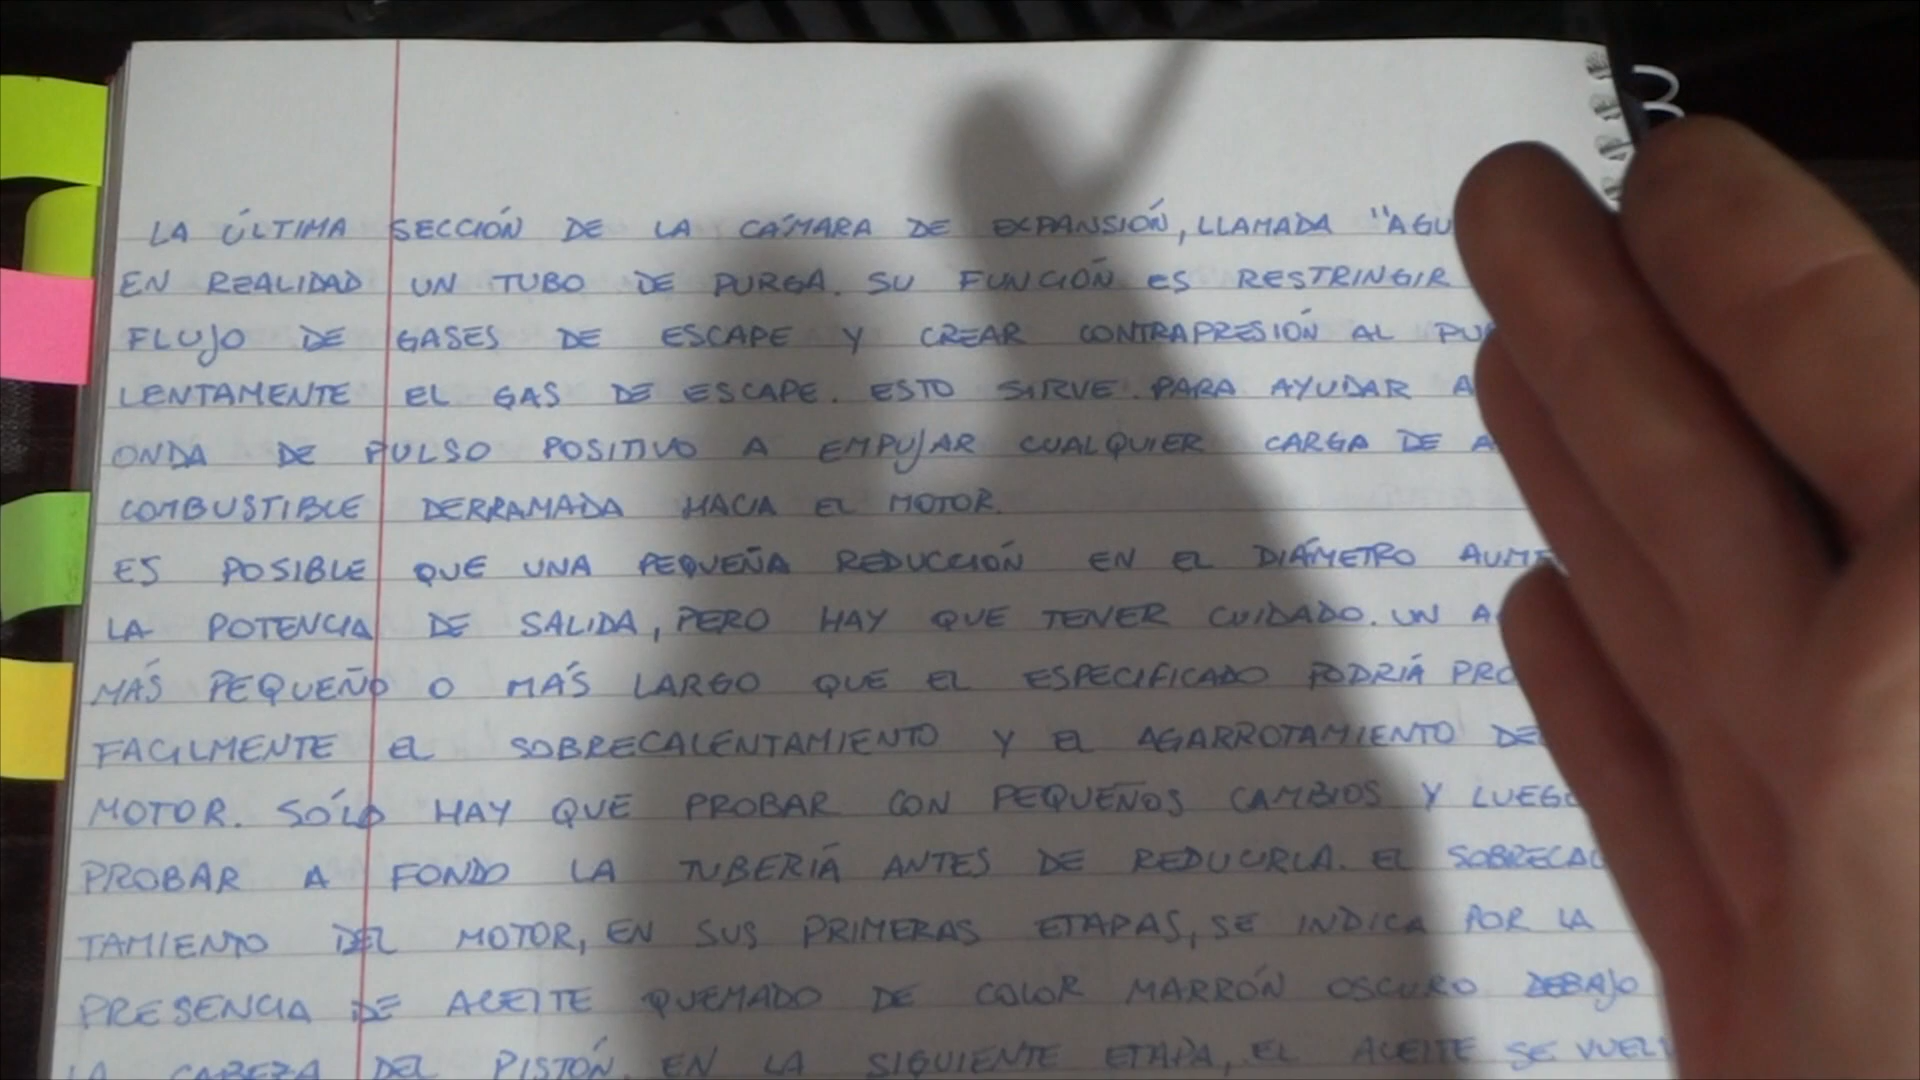 LA ÚLTIMA SECCIÓN DE LA CÁMARA DE EXPANSIÓN, LLAMADA
EN REALIDAD UN TUBO DE PURGA. SU FUNCIÓN ES RESTRINGIR
FLUJO DE GASES DE ESCAPE Y CREAR CONTRAPRESIÓN AL
LENTAMENTE EL GAS DE ESCAPE. ESTO SIRVE PARA AYUDAR A
ONDA DE PULSO POSITIVO A EMPUJAR CUALQUIER CARGA DE
COMBUSTIBLE DERRAMADA HACIA EL MOTOR.
ES POSIBLE QUE UNA PEQUEÑA REDUCCIÓN EN EL DIÁMETRO
LA POTENCIA DE SALIDA, PERO HAY QUE TENER CUIDADO. UN
MÁS PEQUEÑO O MÁS LARGO QUE EL ESPECIFICADO PODRÍA
FACILMENTE EL SOBRECALENTAMIENTO Y EL AGARROTAMIENTO
MOTOR. SÓLO HAY QUE PROBAR CON PEQUEÑOS CAMBIOS Y LUEGO
PROBAR A FONDO LA TUBERÍA ANTES DE REDUCIRLA. EL
TAMIENTO DEL MOTOR, EN SUS PRIMERAS ETAPAS, SE INDICA POR LA
PRESENCIA DE ACEITE QUEMADO DE COLOR MARRÓN OSCURO DEBAJO
LA CABEZA DEL PISTÓN. EN LA SIGUIENTE ETAPA, EL ACEITE SE